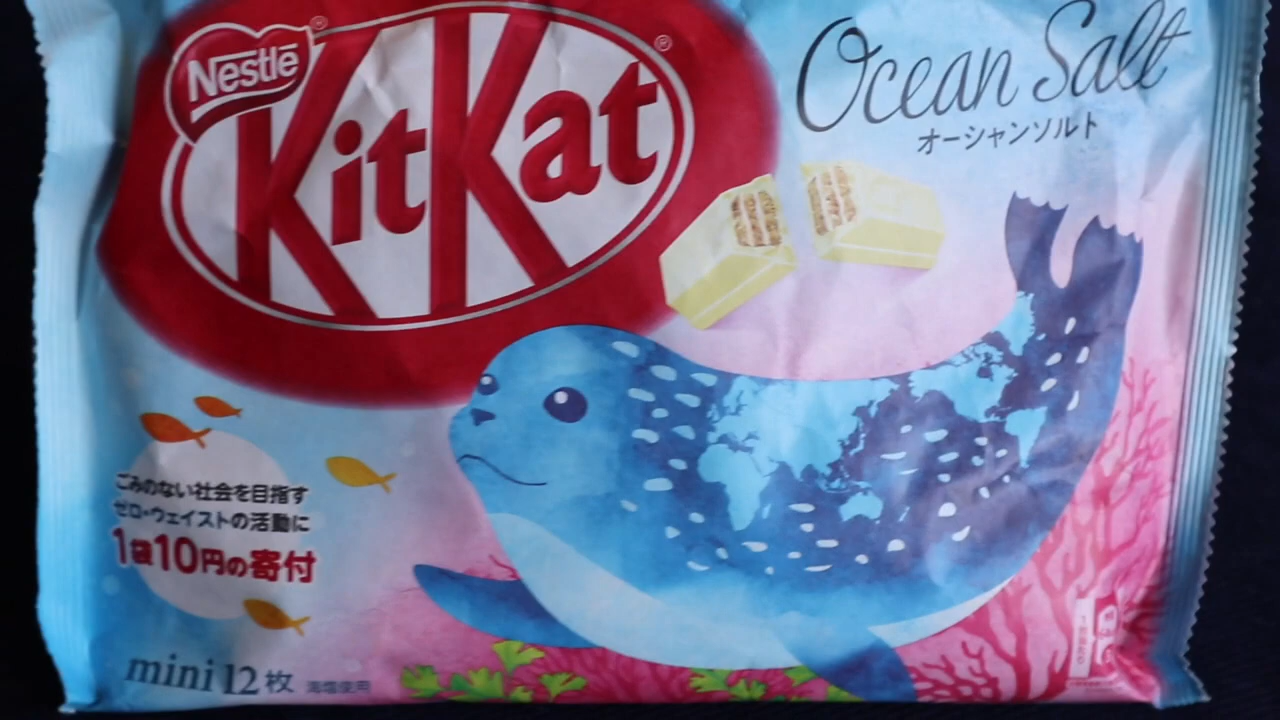 Nestlē
KitKat
Ocean Salt
オーシャンソルト
ごみのない社会を目指す
ゼロ・ウェイストの活動に
1袋10円の寄付
mini 12枚 海塩使用